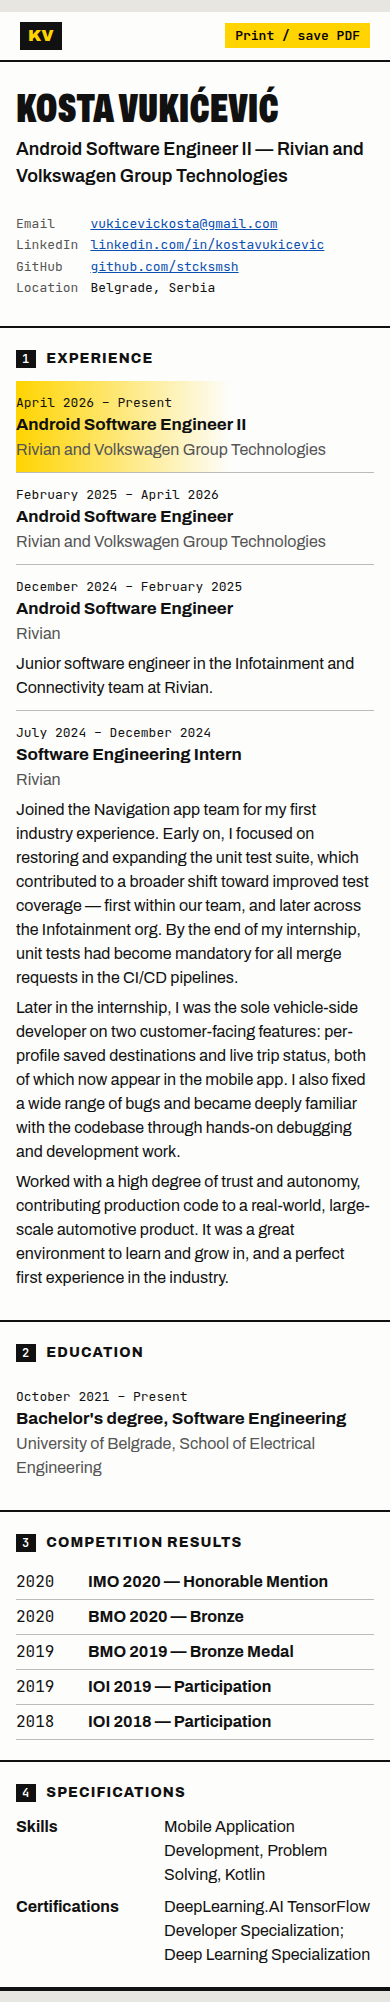 KV
Print / save PDF
KOSTA VUKIĆEVIĆ
Android Software Engineer II — Rivian and
Volkswagen Group Technologies
Email vukicevickosta@gmail.com
LinkedIn linkedin.com/in/kostavukicevic
GitHub github.com/stcksmsh
Location Belgrade, Serbia
1 EXPERIENCE
April 2026 – Present
Android Software Engineer II
Rivian and Volkswagen Group Technologies
February 2025 – April 2026
Android Software Engineer
Rivian and Volkswagen Group Technologies
December 2024 – February 2025
Android Software Engineer
Rivian
Junior software engineer in the Infotainment and
Connectivity team at Rivian.
July 2024 – December 2024
Software Engineering Intern
Rivian
Joined the Navigation app team for my first
industry experience. Early on, I focused on
restoring and expanding the unit test suite, which
contributed to a broader shift toward improved test
coverage — first within our team, and later across
the Infotainment org. By the end of my internship,
unit tests had become mandatory for all merge
requests in the CI/CD pipelines.
Later in the internship, I was the sole vehicle-side
developer on two customer-facing features: per-
profile saved destinations and live trip status, both
of which now appear in the mobile app. I also fixed
a wide range of bugs and became deeply familiar
with the codebase through hands-on debugging
and development work.
Worked with a high degree of trust and autonomy,
contributing production code to a real-world, large-
scale automotive product. It was a great
environment to learn and grow in, and a perfect
first experience in the industry.
2 EDUCATION
October 2021 – Present
Bachelor's degree, Software Engineering
University of Belgrade, School of Electrical
Engineering
3 COMPETITION RESULTS
2020 IMO 2020 — Honorable Mention
2020 BMO 2020 — Bronze
2019 BMO 2019 — Bronze Medal
2019 IOI 2019 — Participation
2018 IOI 2018 — Participation
4 SPECIFICATIONS
Skills Mobile Application
Development, Problem
Solving, Kotlin
Certifications DeepLearning.AI TensorFlow
Developer Specialization;
Deep Learning Specialization